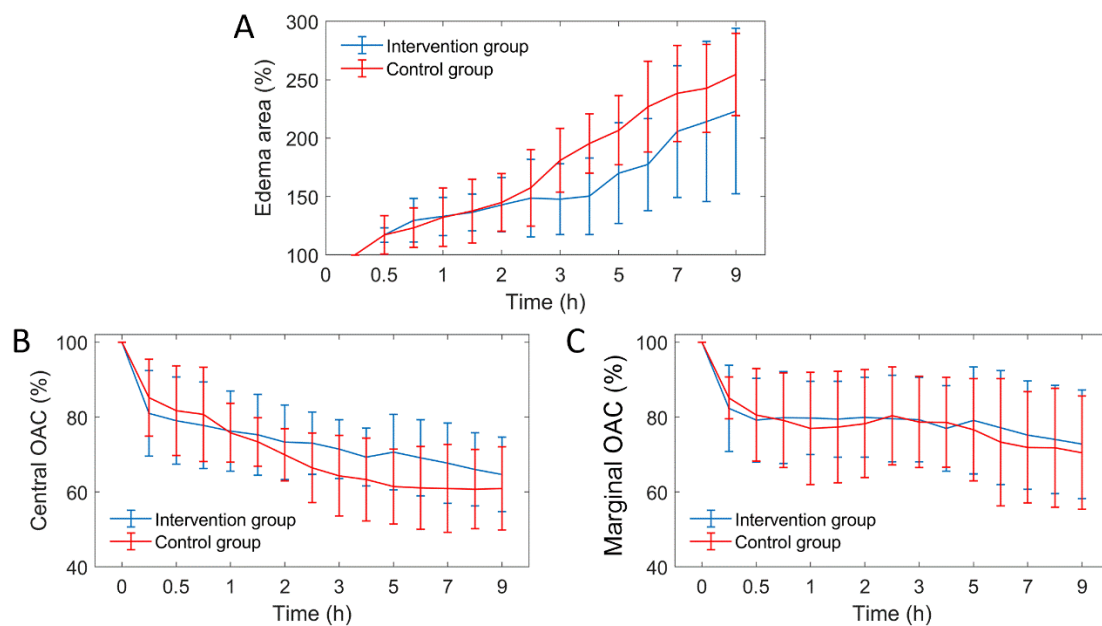 A
300
250
200
150
100
Edema area (%)
Intervention group
Control group
0 0.5 1 2 3 5 7 9
Time (h)
B
100
80
60
40
Central OAC (%)
Intervention group
Control group
0 0.5 1 2 3 5 7 9
Time (h)
C
100
80
60
40
Marginal OAC (%)
Intervention group
Control group
0 0.5 1 2 3 5 7 9
Time (h)